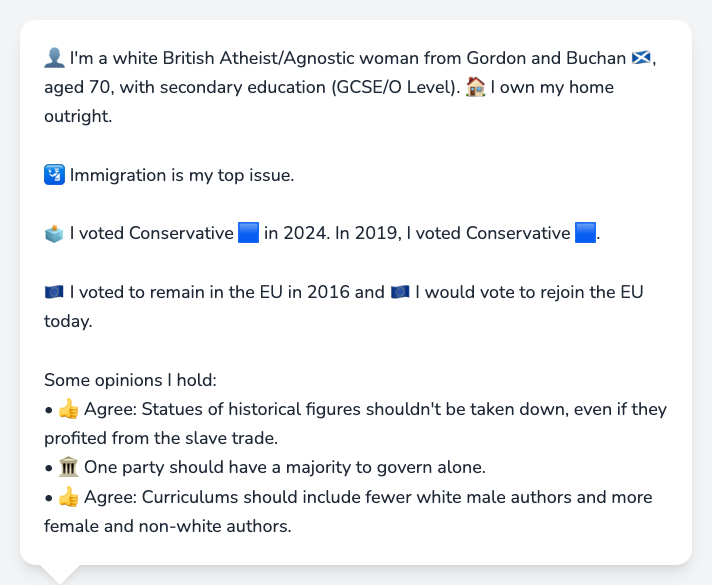 👤 I'm a white British Atheist/Agnostic woman from Gordon and Buchan 🏴󠁧󠁢󠁳󠁣󠁴󠁿,
aged 70, with secondary education (GCSE/O Level). 🏠 I own my home
outright.
🛂 Immigration is my top issue.
🗳️ I voted Conservative 🟦 in 2024. In 2019, I voted Conservative 🟦.
🇪🇺 I voted to remain in the EU in 2016 and 🇪🇺 I would vote to rejoin the EU
today.
Some opinions I hold:
• 👍 Agree: Statues of historical figures shouldn't be taken down, even if they
profited from the slave trade.
• 🏛️ One party should have a majority to govern alone.
• 👍 Agree: Curriculums should include fewer white male authors and more
female and non-white authors.